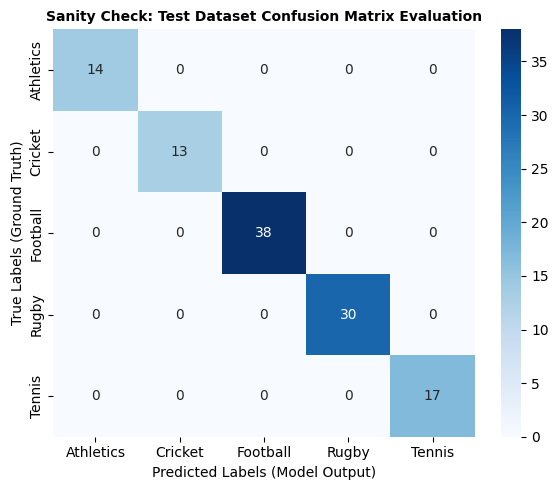 Sanity Check: Test Dataset Confusion Matrix Evaluation
True Labels (Ground Truth)
Athletics
14 0 0 0 0
Cricket
0 13 0 0 0
Football
0 0 38 0 0
Rugby
0 0 0 30 0
Tennis
0 0 0 0 17
Athletics Cricket Football Rugby Tennis
Predicted Labels (Model Output)
35
30
25
20
15
10
5
0